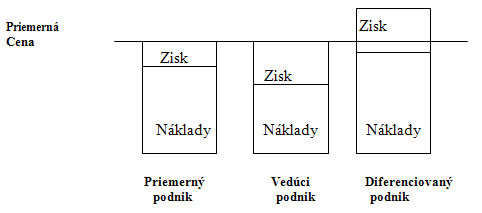 Priemerná
Cena
Zisk
Zisk
Zisk
Náklady
Náklady
Náklady
Priemerný
podnik
Vedúci
podnik
Diferenciovaný
podnik